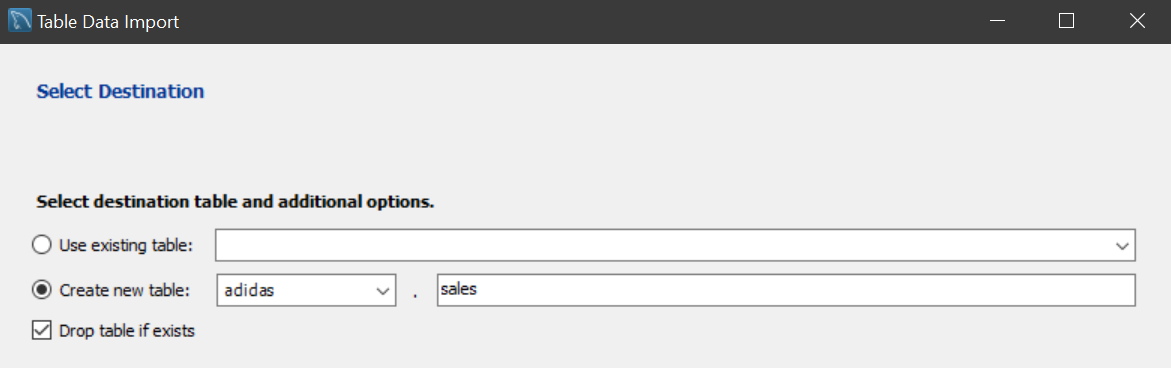 Table Data Import
Select Destination
Select destination table and additional options.
Use existing table:
Create new table: adidas . sales
Drop table if exists